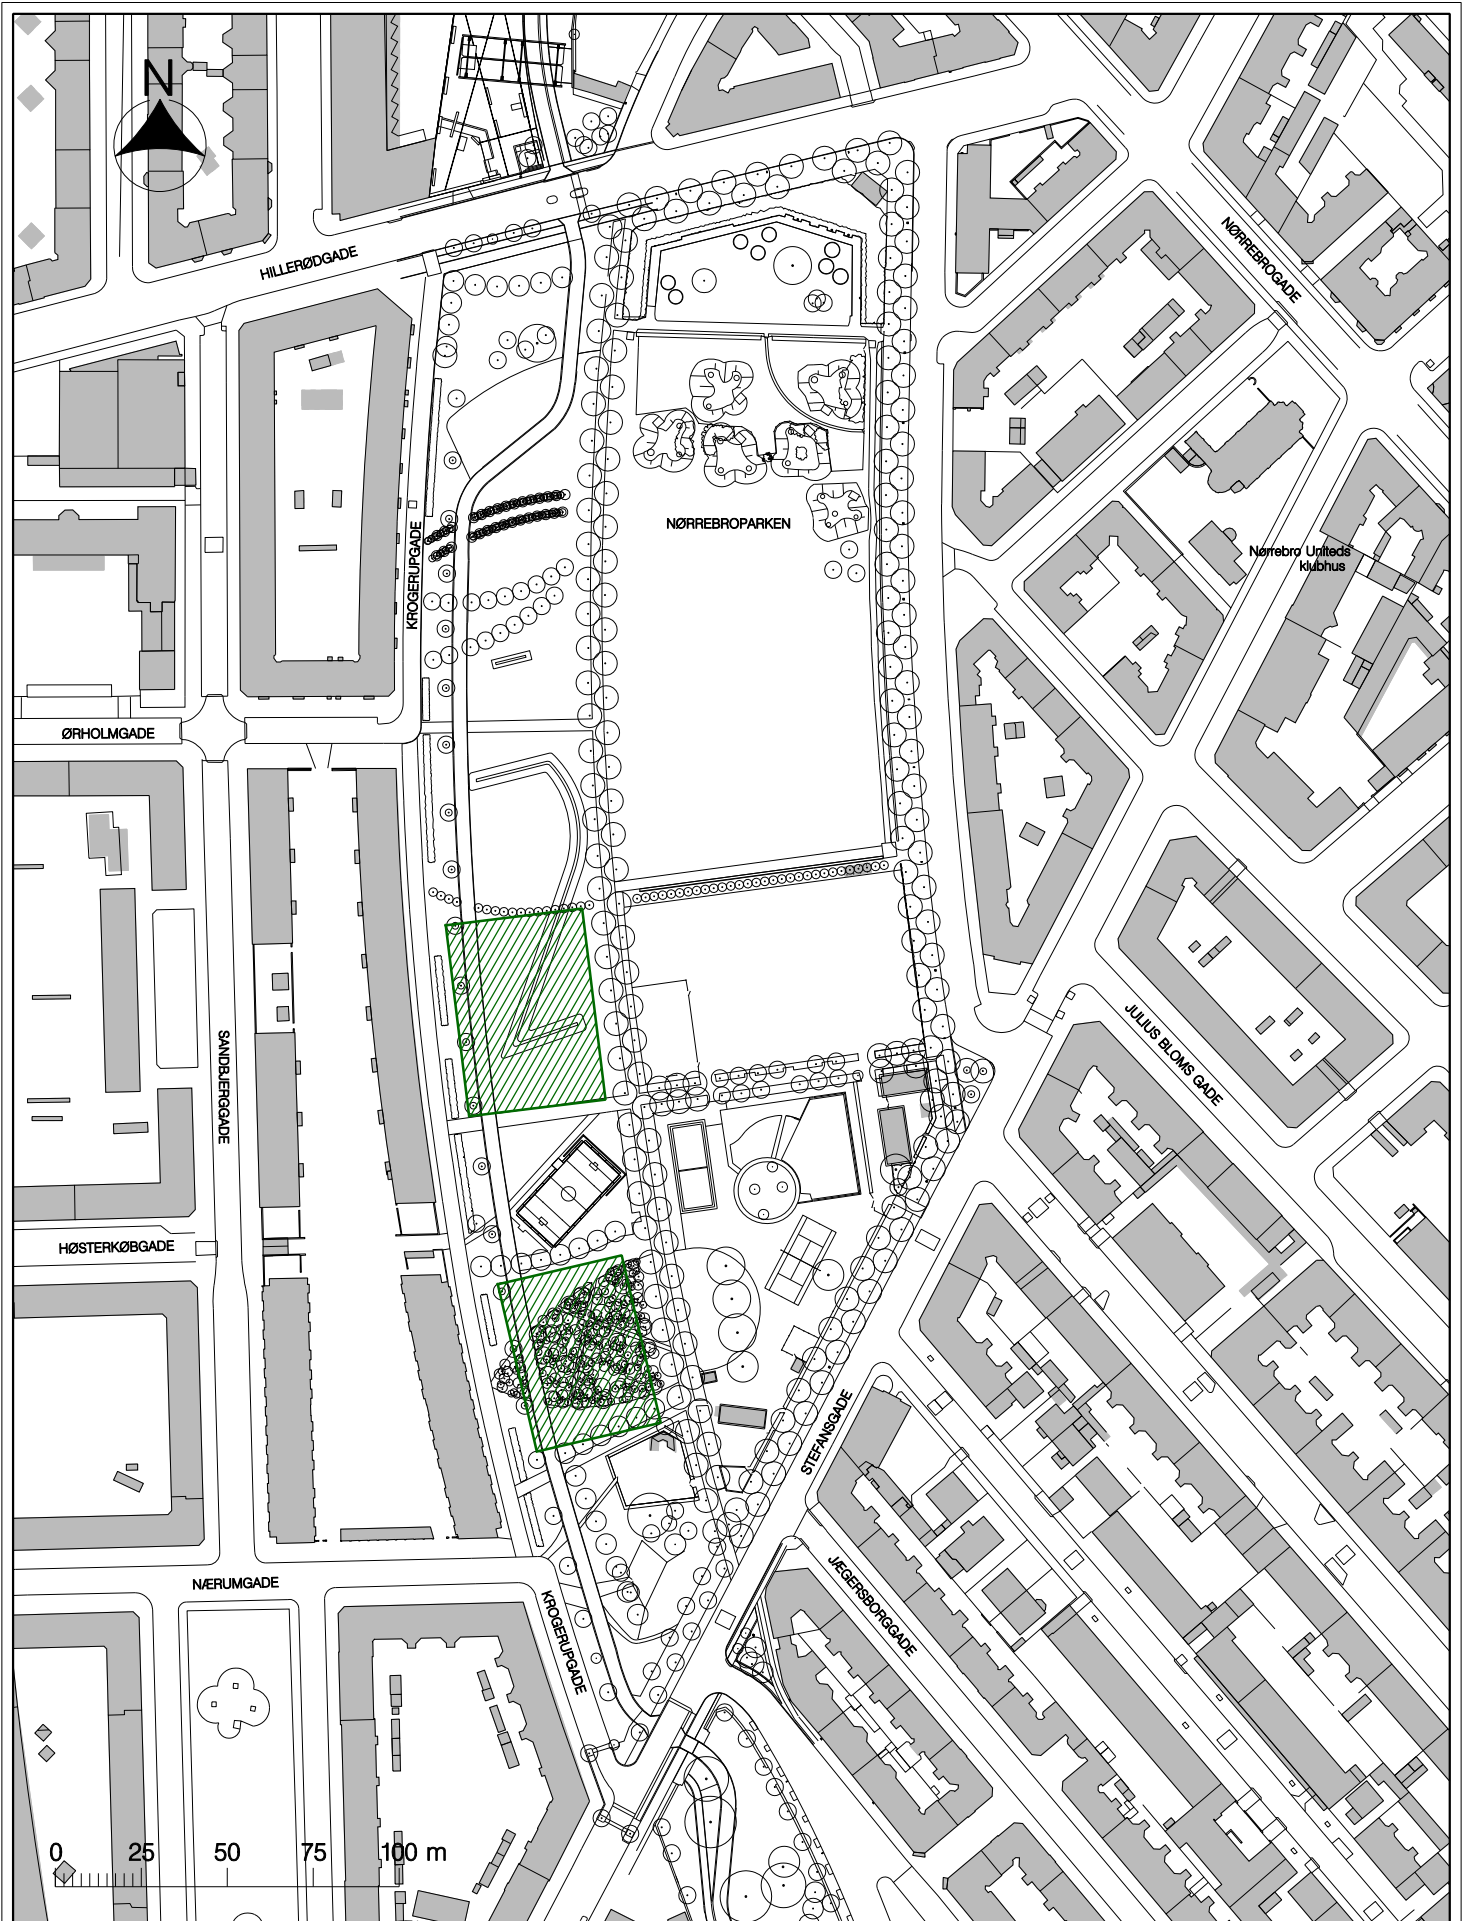 N
HILLERØDGADE
NØRREBROGADE
NØRREBROPARKEN
KROGERUPGADE
Nørrebro Uniteds
klubhus
ØRHOLMGADE
SANDBJERGGADE
JULIUS BLOMS GADE
HØSTERKØBGADE
STEFANSGADE
NÆRUMGADE
KROGERUPGADE
JÆGERSBORGGADE
0 25 50 75 100 m